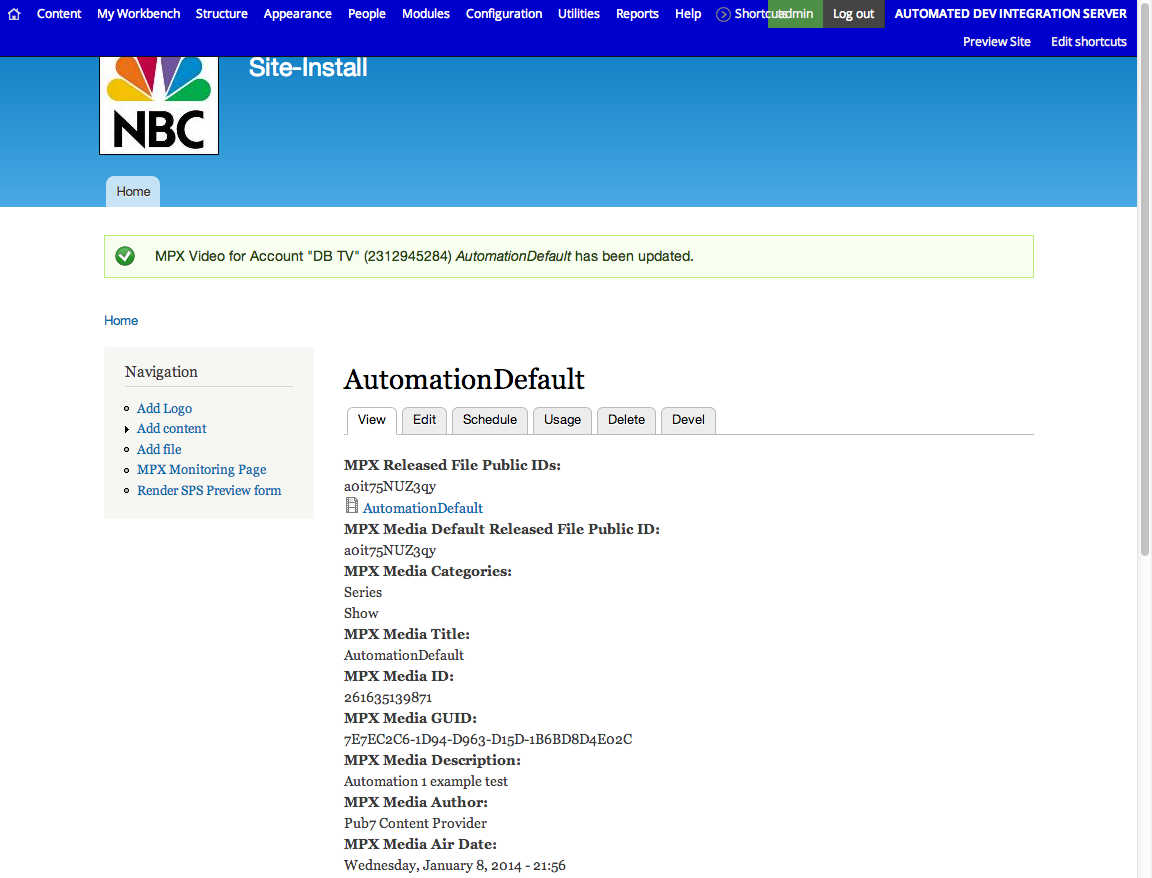 Content My Workbench Structure Appearance People Modules Configuration Utilities Reports Help Shortcuts admin Log out AUTOMATED DEV INTEGRATION SERVER
Preview Site Edit shortcuts
Site-Install
NBC
Home
MPX Video for Account "DB TV" (2312945284) AutomationDefault has been updated.
Home
Navigation
Add Logo
Add content
Add file
MPX Monitoring Page
Render SPS Preview form
AutomationDefault
View Edit Schedule Usage Delete Devel
MPX Released File Public IDs:
a0it75NUZ3qy
AutomationDefault
MPX Media Default Released File Public ID:
a0it75NUZ3qy
MPX Media Categories:
Series
Show
MPX Media Title:
AutomationDefault
MPX Media ID:
261635139871
MPX Media GUID:
7E7EC2C6-1D94-D963-D15D-1B6BD8D4E02C
MPX Media Description:
Automation 1 example test
MPX Media Author:
Pub7 Content Provider
MPX Media Air Date:
Wednesday, January 8, 2014 - 21:56